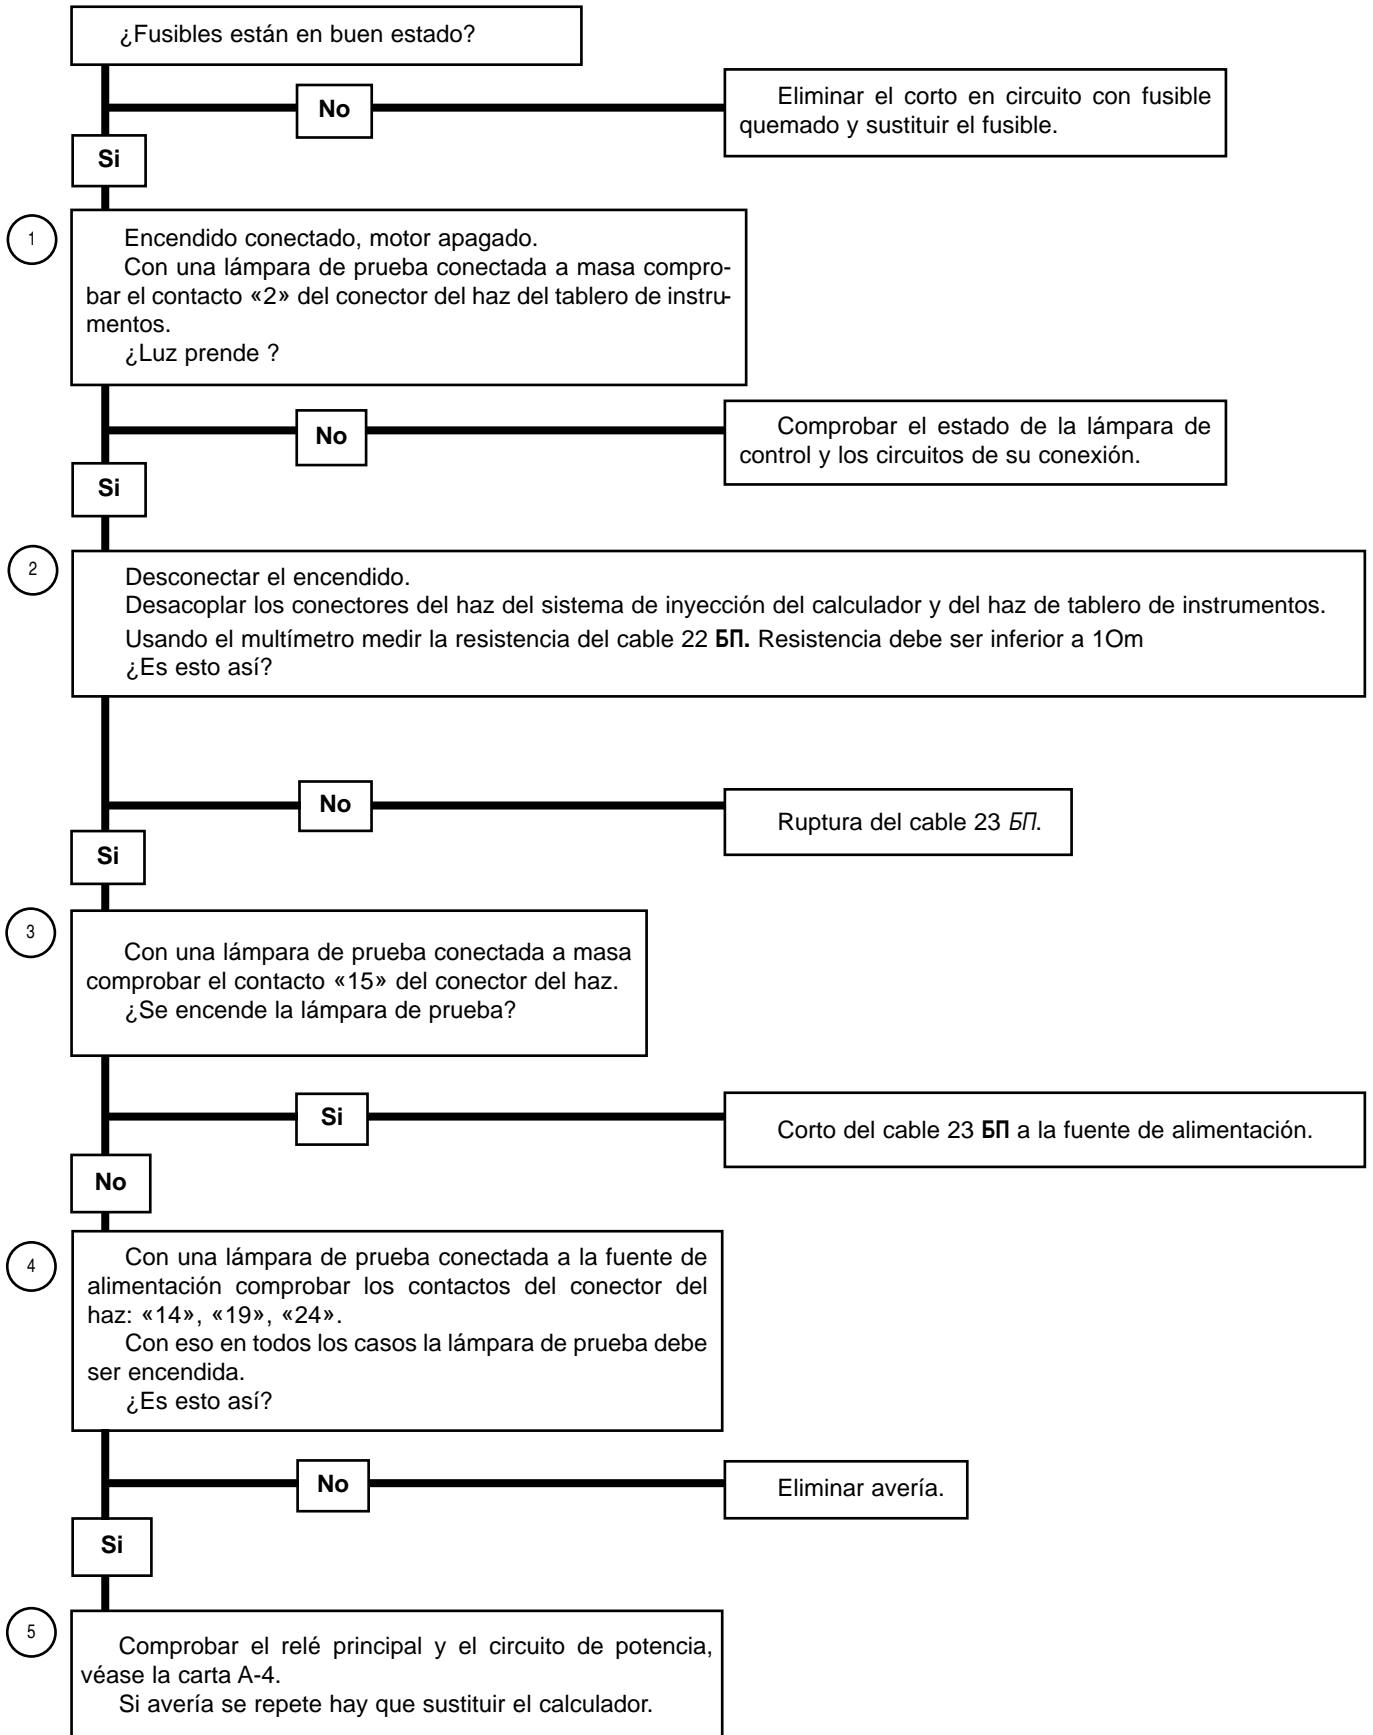 ¿Fusibles están en buen estado?
No
Eliminar el corto en circuito con fusible
quemado y sustituir el fusible.
Si
1
Encendido conectado, motor apagado.
Con una lámpara de prueba conectada a masa compro-
bar el contacto «2» del conector del haz del tablero de instru-
mentos.
¿Luz prende ?
No
Comprobar el estado de la lámpara de
control y los circuitos de su conexión.
Si
2
Desconectar el encendido.
Desacoplar los conectores del haz del sistema de inyección del calculador y del haz de tablero de instrumentos.
Usando el multímetro medir la resistencia del cable 22 БП. Resistencia debe ser inferior a 1Om
¿Es esto así?
No
Ruptura del cable 23 БП.
Si
3
Con una lámpara de prueba conectada a masa
comprobar el contacto «15» del conector del haz.
¿Se encende la lámpara de prueba?
Si
Corto del cable 23 БП a la fuente de alimentación.
No
4
Con una lámpara de prueba conectada a la fuente de
alimentación comprobar los contactos del conector del
haz: «14», «19», «24».
Con eso en todos los casos la lámpara de prueba debe
ser encendida.
¿Es esto así?
No
Eliminar avería.
Si
5
Comprobar el relé principal y el circuito de potencia,
véase la carta A-4.
Si avería se repete hay que sustituir el calculador.